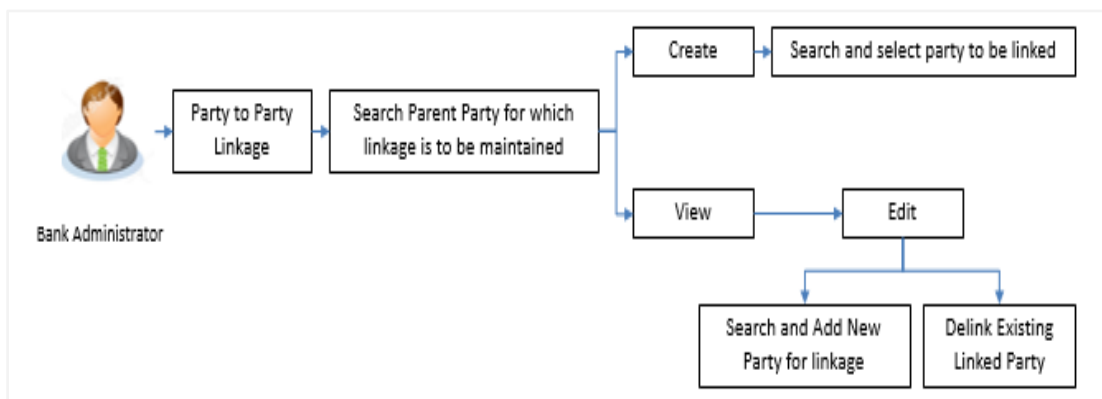 Bank Administrator
Party to Party
Linkage
Search Parent Party for which
linkage is to be maintained
Create
Search and select party to be linked
View
Edit
Search and Add New
Party for linkage
Delink Existing
Linked Party